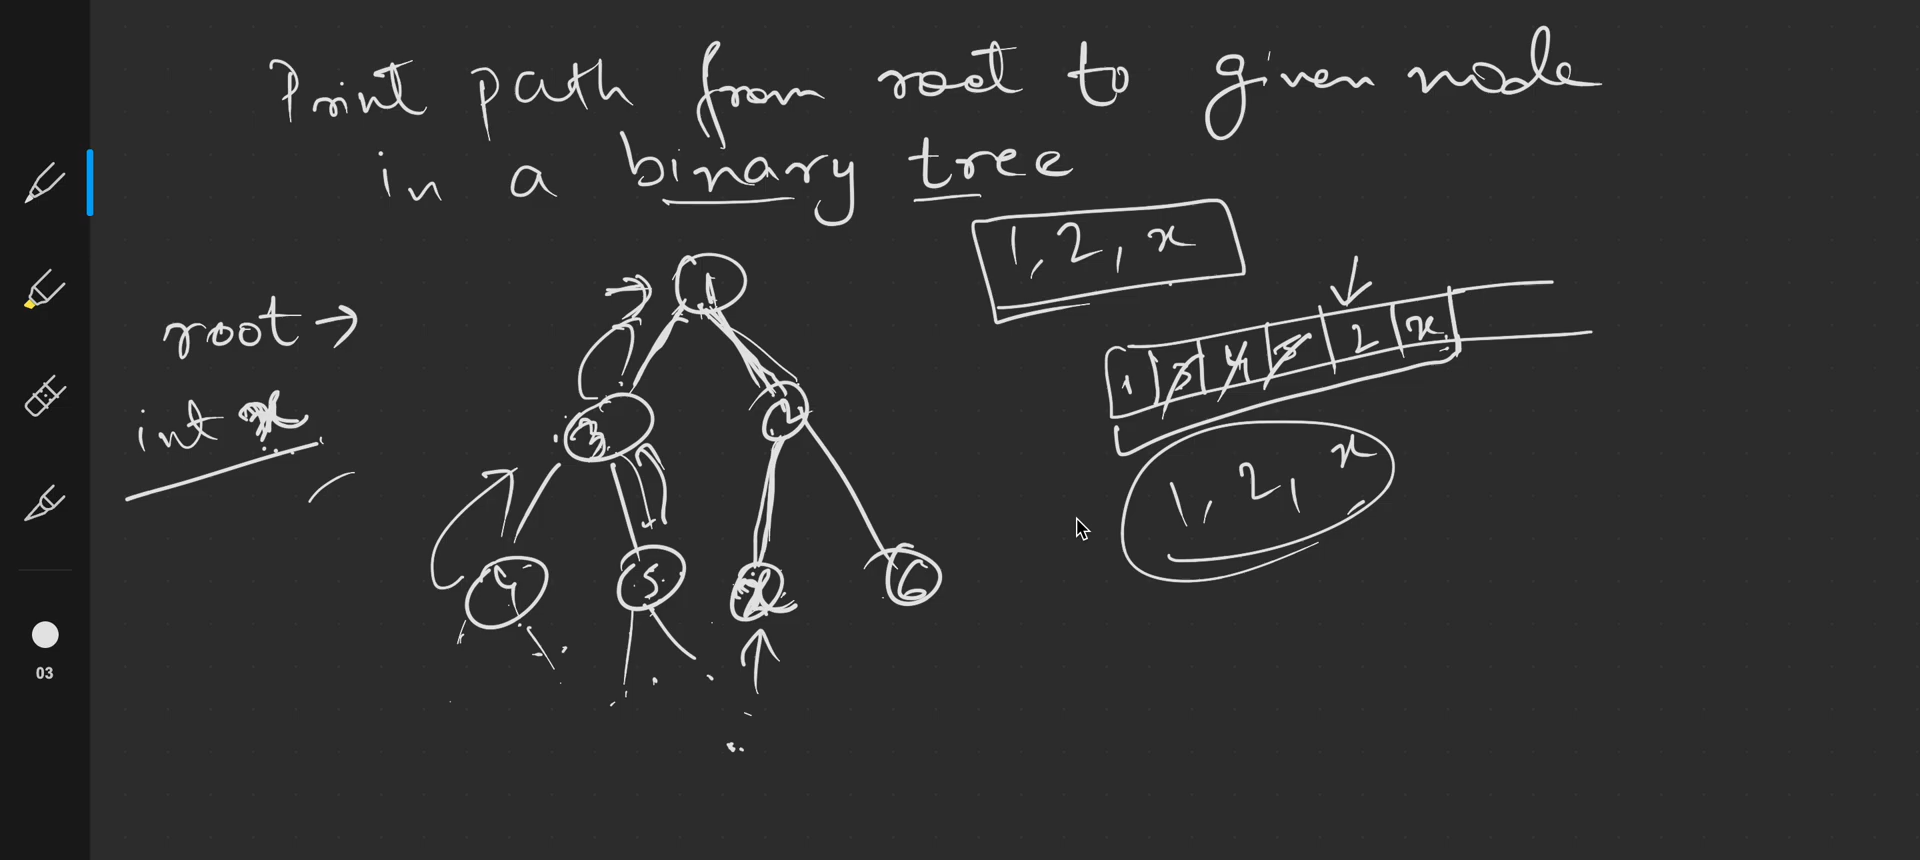 Print path from root to given node
in a binary tree
1, 2, x
root →
int x
1
3
2
4
5
x
6
1 3 4 5 2 x
1, 2, x
03